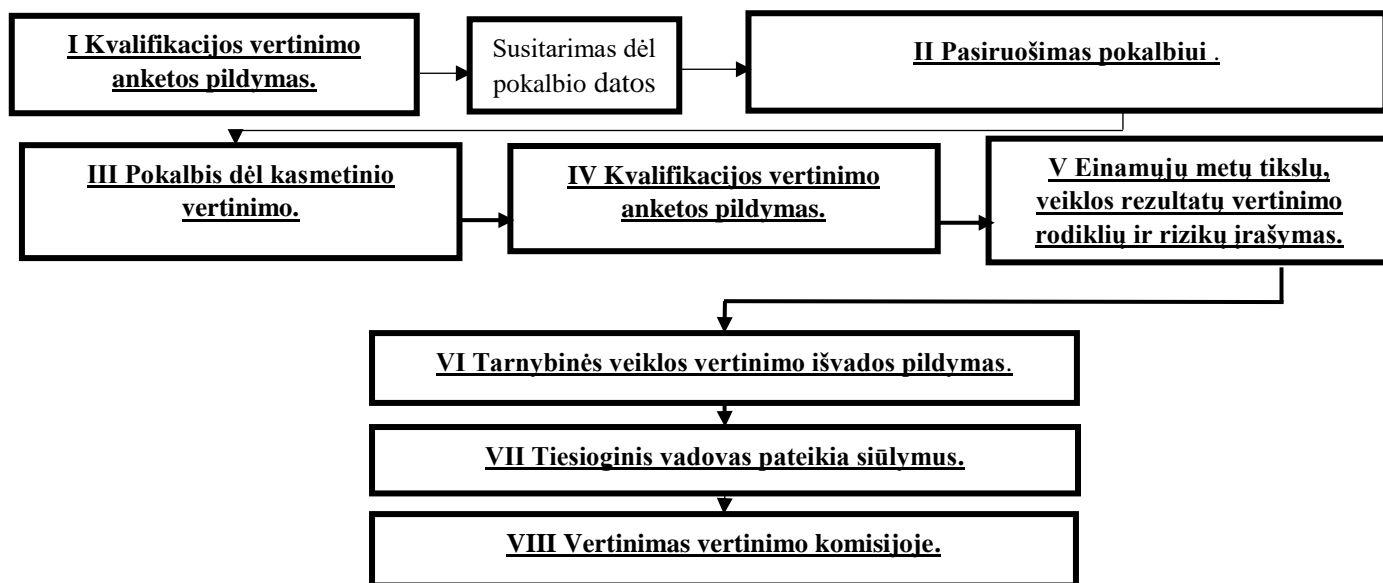 I Kvalifikacijos vertinimo
anketos pildymas.
Susitarimas dėl
pokalbio datos
II Pasiruošimas pokalbiui .
III Pokalbis dėl kasmetinio
vertinimo.
IV Kvalifikacijos vertinimo
anketos pildymas.
V Einamųjų metų tikslų,
veiklos rezultatų vertinimo
rodiklių ir rizikų įrašymas.
VI Tarnybinės veiklos vertinimo išvados pildymas.
VII Tiesioginis vadovas pateikia siūlymus.
VIII Vertinimas vertinimo komisijoje.